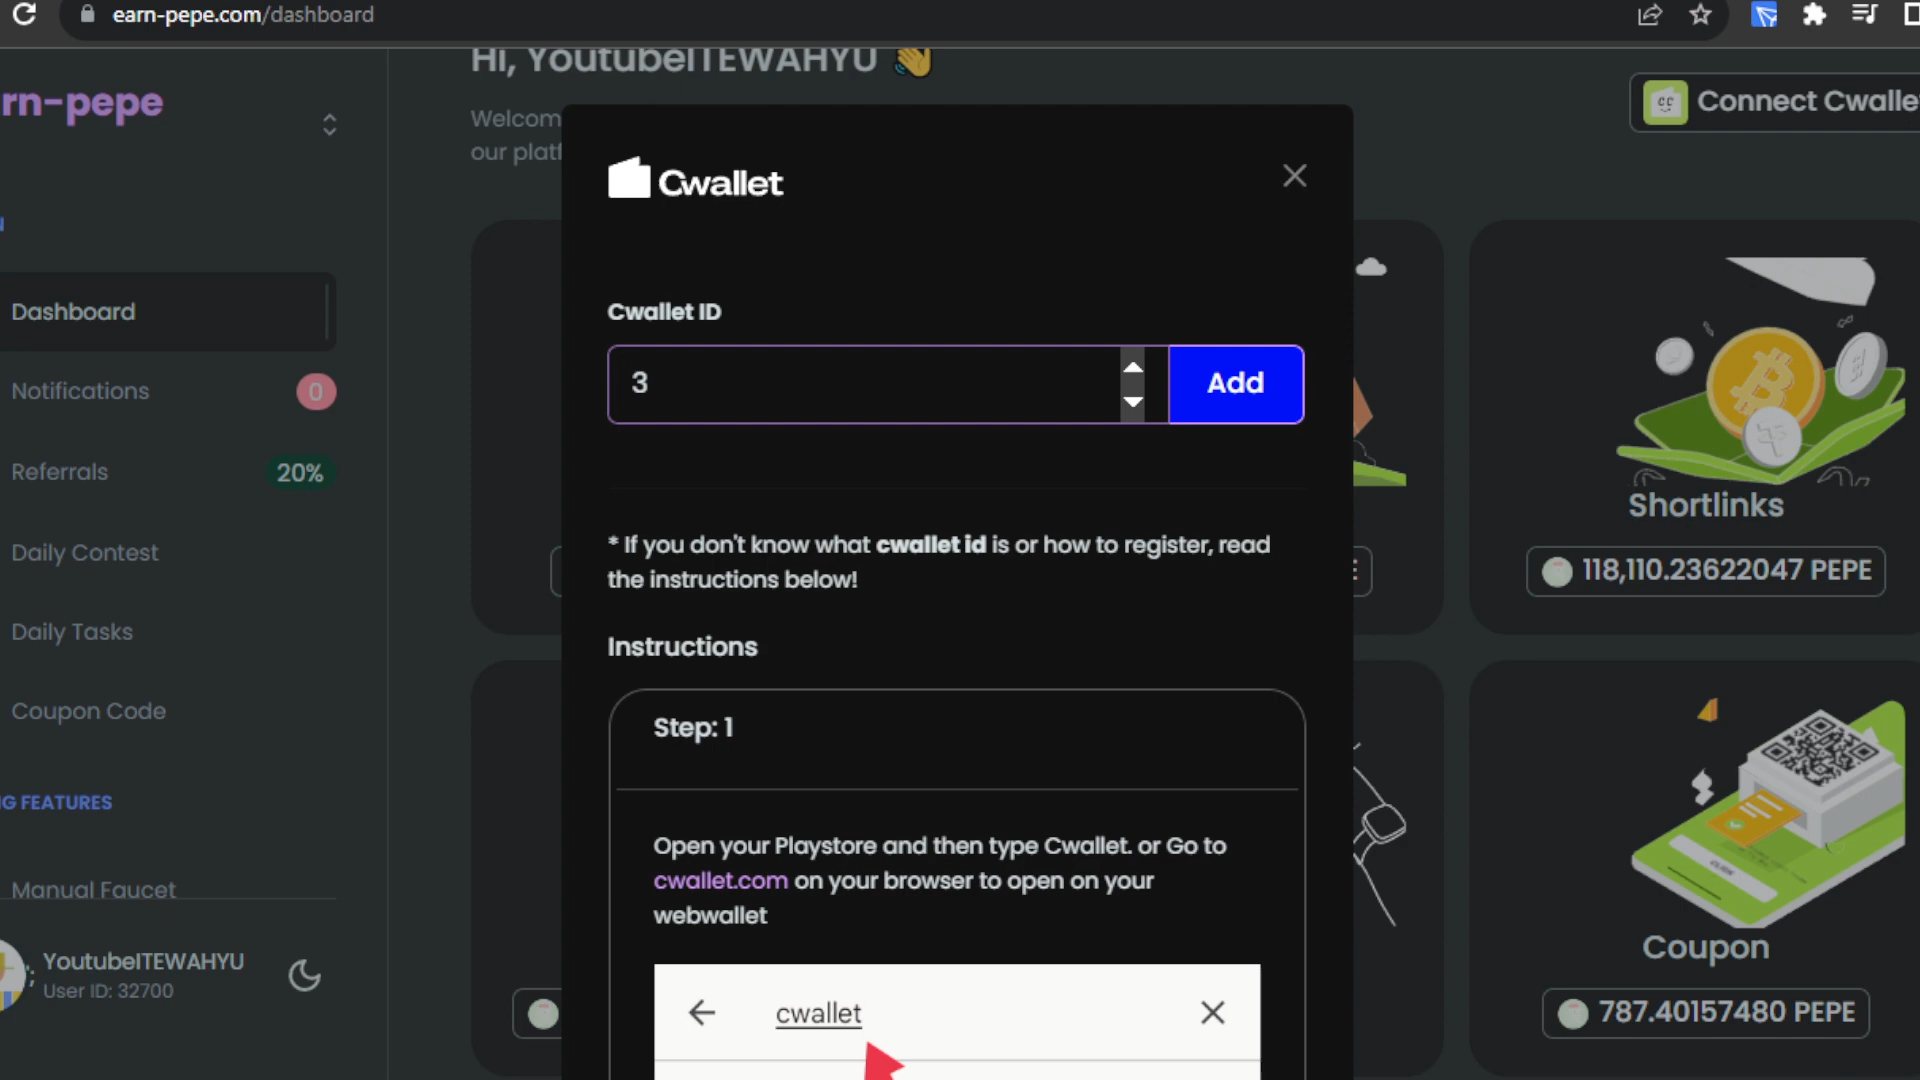 earn-pepe.com/dashboard
Hi, YoutubeITEWAHYU 👋
rn-pepe
Connect Cwalle
Welcom
our platf
Cwallet
Cwallet ID
3
Add
Dashboard
Notifications
0
Referrals
20%
Daily Contest
Daily Tasks
Coupon Code
G FEATURES
Manual Faucet
YoutubeITEWAHYU
User ID: 32700
* If you don't know what cwallet id is or how to register, read
the instructions below!
Instructions
Step: 1
Open your Playstore and then type Cwallet. or Go to
cwallet.com on your browser to open on your
webwallet
cwallet
Shortlinks
118,110.23622047 PEPE
Coupon
787.40157480 PEPE